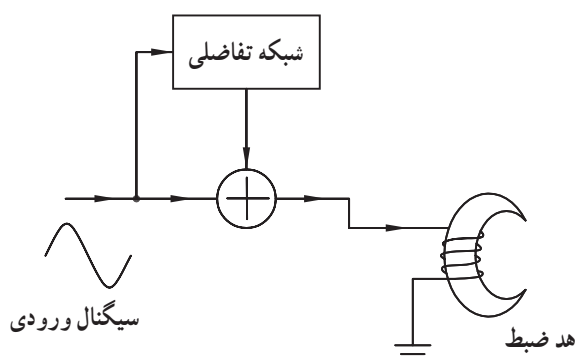 شبکه تفاضلی
سیگنال ورودی
هد ضبط